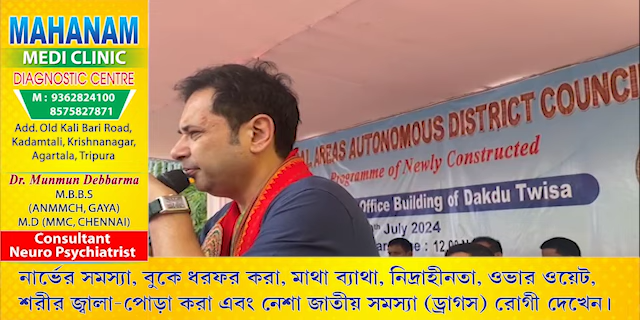 MAHANAM
MEDI CLINIC
DIAGNOSTIC CENTRE
M : 9362824100
8575827871
Add. Old Kali Bari Road,
Kadamtali, Krishnanagar,
Agartala, Tripura
Dr. Munmun Debbarma
M.B.B.S
(ANMMCH, GAYA)
M.D (MMC, CHENNAI)
Consultant
Neuro Psychiatrist
AREAS AUTONOMOUS DISTRICT COUNCI
Programme of Newly Constructed
Office Building of Dakdu Twisa
July 2024
নার্ভের সমস্যা, বুকে ধরফর করা, মাথা ব্যাথা, নিদ্রাহীনতা, ওভার ওয়েট,
শরীর জ্বালা-পোড়া করা এবং নেশা জাতীয় সমস্যা (ড্রাগস) রোগী দেখেন।